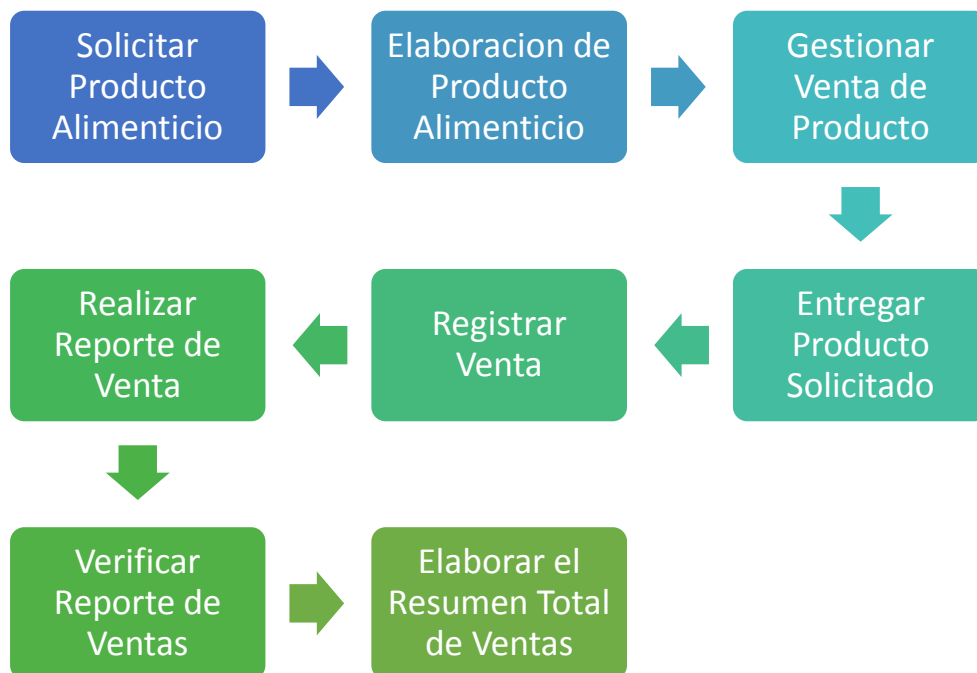 Solicitar
Producto
Alimenticio
Elaboracion de
Producto
Alimenticio
Gestionar
Venta de
Producto
Entregar
Producto
Solicitado
Registrar
Venta
Realizar
Reporte de
Venta
Verificar
Reporte de
Ventas
Elaborar el
Resumen Total
de Ventas